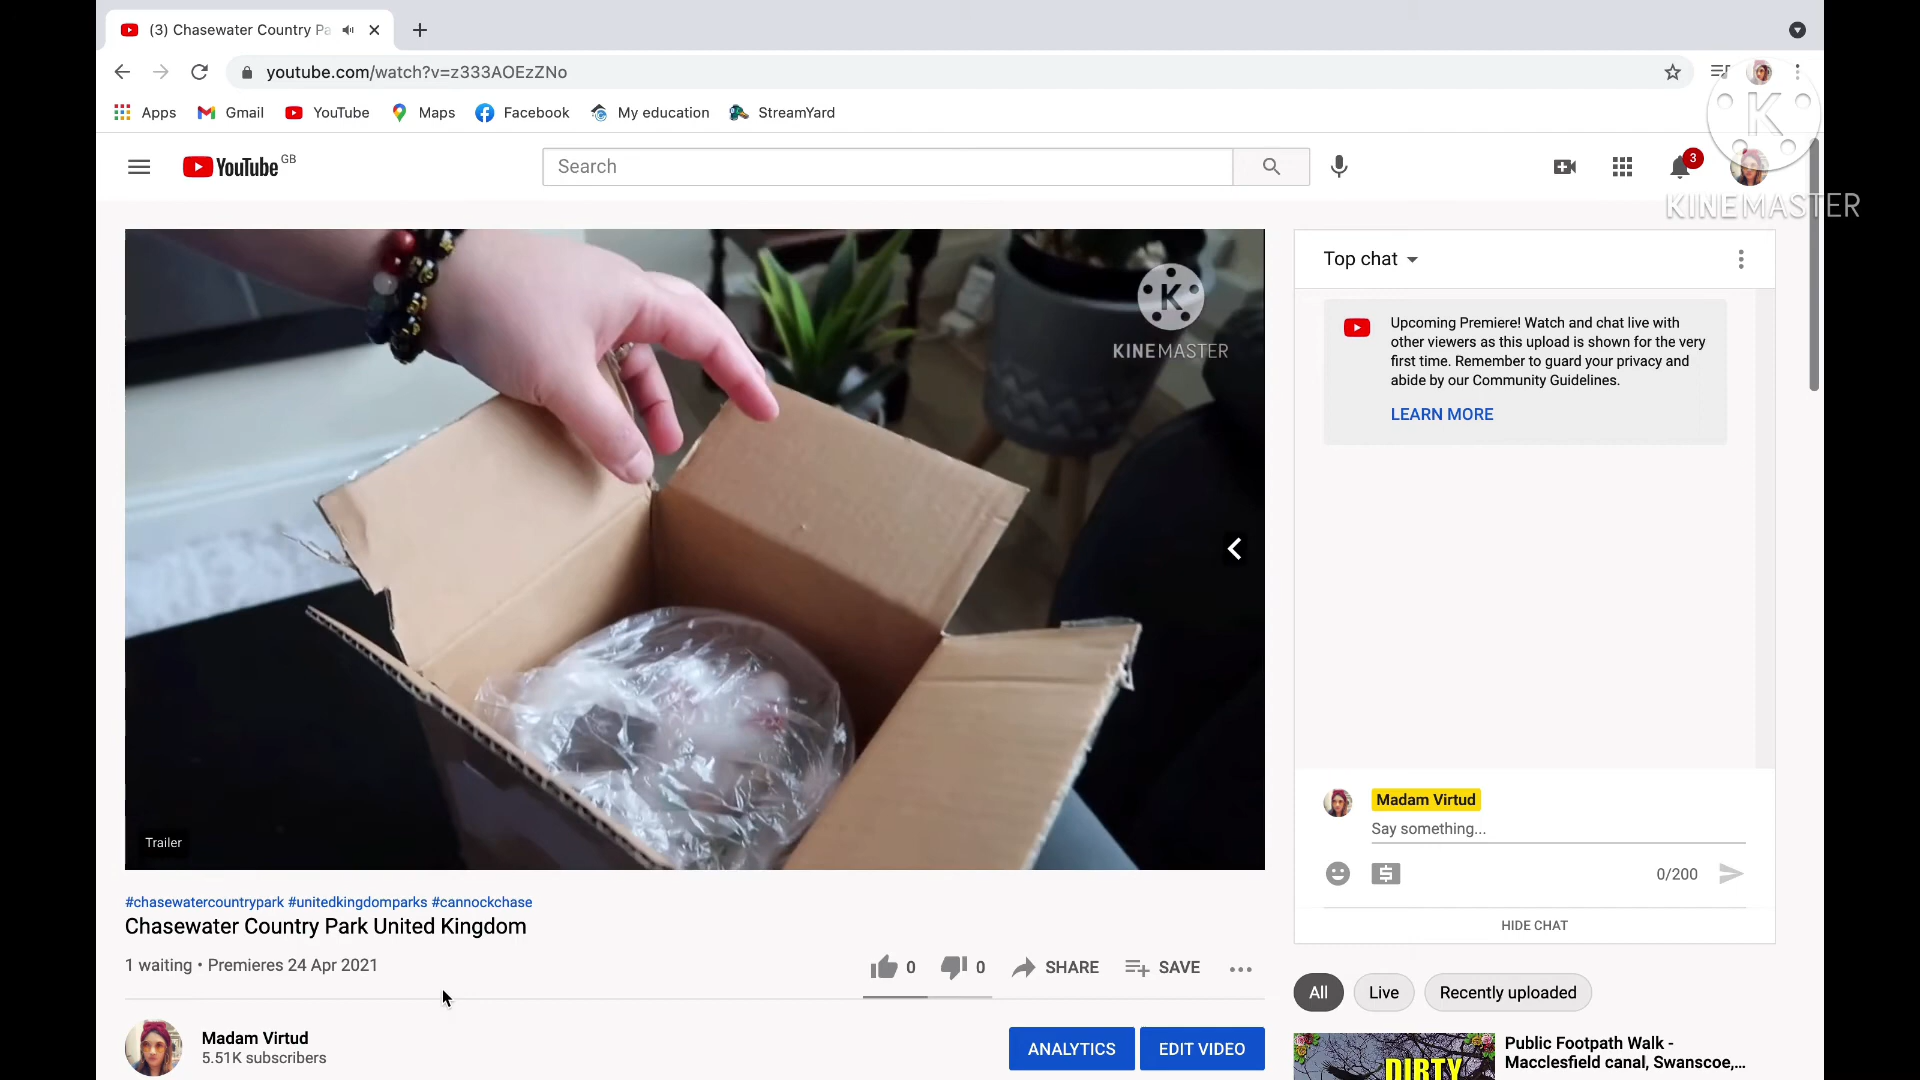 (3) Chasewater Country Pa
youtube.com/watch?v=z333AOEzZNo
Apps
Gmail
YouTube
Maps
Facebook
My education
StreamYard
K
KINEMASTER
YouTube GB
Search
3
K
KINEMASTER
Trailer
Top chat
Upcoming Premiere! Watch and chat live with
other viewers as this upload is shown for the very
first time. Remember to guard your privacy and
abide by our Community Guidelines.
LEARN MORE
Madam Virtud
Say something...
0/200
HIDE CHAT
#chasewatercountrypark #unitedkingdomparks #cannockchase
Chasewater Country Park United Kingdom
1 waiting • Premieres 24 Apr 2021
0
0
SHARE
SAVE
Madam Virtud
5.51K subscribers
ANALYTICS
EDIT VIDEO
All
Live
Recently uploaded
DIRTY
Public Footpath Walk -
Macclesfield canal, Swanscoe,...